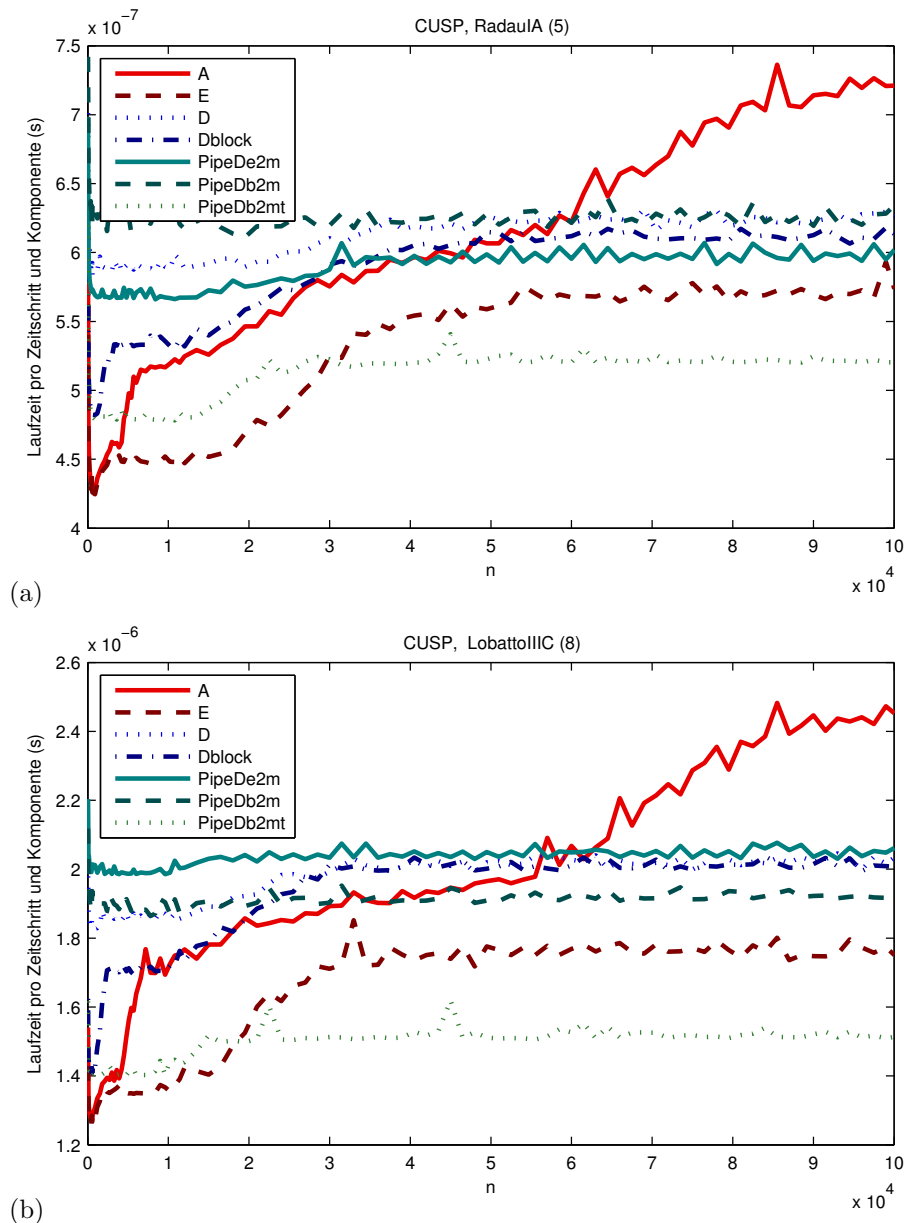 x 10⁻⁷
CUSP, RadauIA (5)
7.5
7
6.5
6
5.5
5
4.5
4
Laufzeit pro Zeitschritt und Komponente (s)
A
E
D
Dblock
PipeDe2m
PipeDb2m
PipeDb2mt
0 1 2 3 4 5 6 7 8 9 10
n
x 10⁴
(a)
x 10⁻⁶
CUSP, LobattoIIIC (8)
2.6
2.4
2.2
2
1.8
1.6
1.4
1.2
Laufzeit pro Zeitschritt und Komponente (s)
A
E
D
Dblock
PipeDe2m
PipeDb2m
PipeDb2mt
0 1 2 3 4 5 6 7 8 9 10
n
x 10⁴
(b)